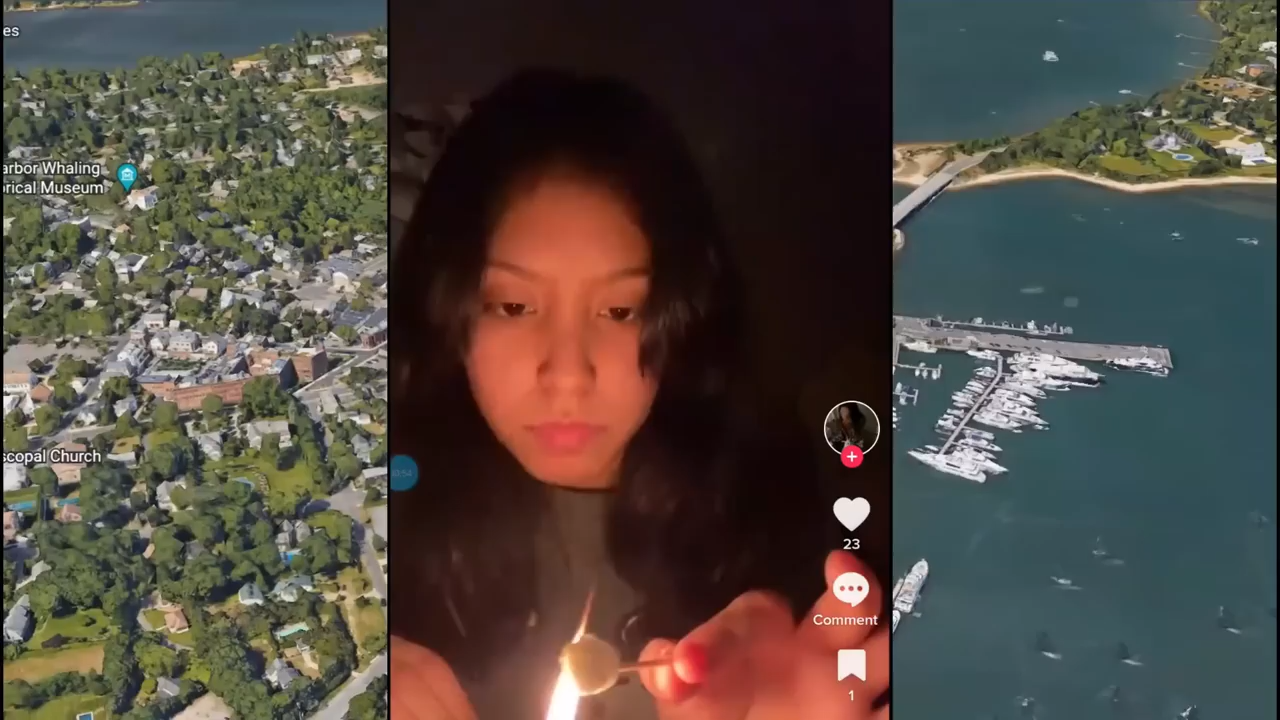 es
arbor Whaling
orical Museum
scopal Church
23
Comment
1